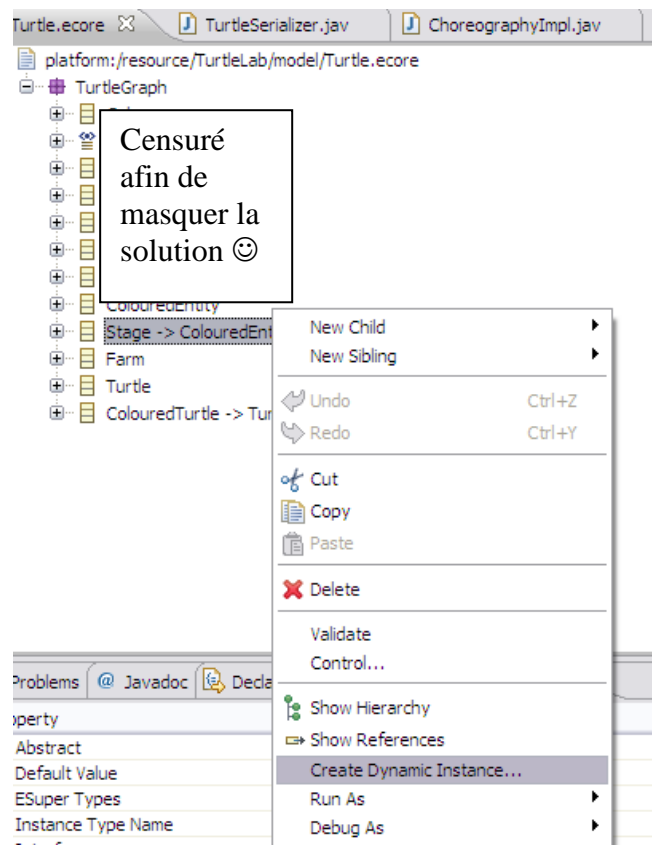 Turtle.ecore
TurtleSerializer.jav
ChoreographyImpl.jav
platform:/resource/TurtleLab/model/Turtle.ecore
TurtleGraph
Censuré
afin de
masquer la
solution ☺
ColouredEntity
Stage -> ColouredEnt
Farm
Turtle
ColouredTurtle -> Tur
New Child
New Sibling
Undo Ctrl+Z
Redo Ctrl+Y
Cut
Copy
Paste
Delete
Validate
Control...
Show Hierarchy
Show References
Create Dynamic Instance...
Run As
Debug As
Problems @ Javadoc Decla
operty
Abstract
Default Value
ESuper Types
Instance Type Name